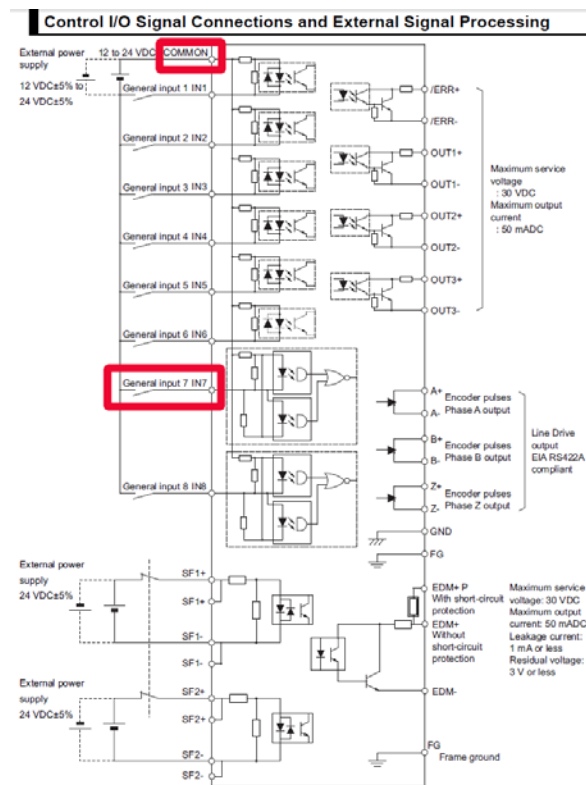 Control I/O Signal Connections and External Signal Processing
External power
supply
12 to 24 VDC
COMMON
12 VDC±5% to
24 VDC±5%
General input 1 IN1
General input 2 IN2
General input 3 IN3
General input 4 IN4
General input 5 IN5
General input 6 IN6
General input 7 IN7
General input 8 IN8
/ERR+
/ERR-
OUT1+
OUT1-
OUT2+
OUT2-
OUT3+
OUT3-
Maximum service
voltage
: 30 VDC
Maximum output
current
: 50 mADC
A+
A-
Encoder pulses
Phase A output
B+
B-
Encoder pulses
Phase B output
Z+
Z-
Encoder pulses
Phase Z output
Line Drive
output
EIA RS422A
compliant
GND
FG
External power
supply
24 VDC±5%
SF1+
SF1+
SF1-
SF1-
External power
supply
24 VDC±5%
SF2+
SF2+
SF2-
SF2-
EDM+ P
With short-circuit
protection
EDM+
Without
short-circuit
protection
EDM-
Maximum service
voltage: 30 VDC
Maximum output
current: 50 mADC
Leakage current:
1 mA or less
Residual voltage:
3 V or less
FG
Frame ground